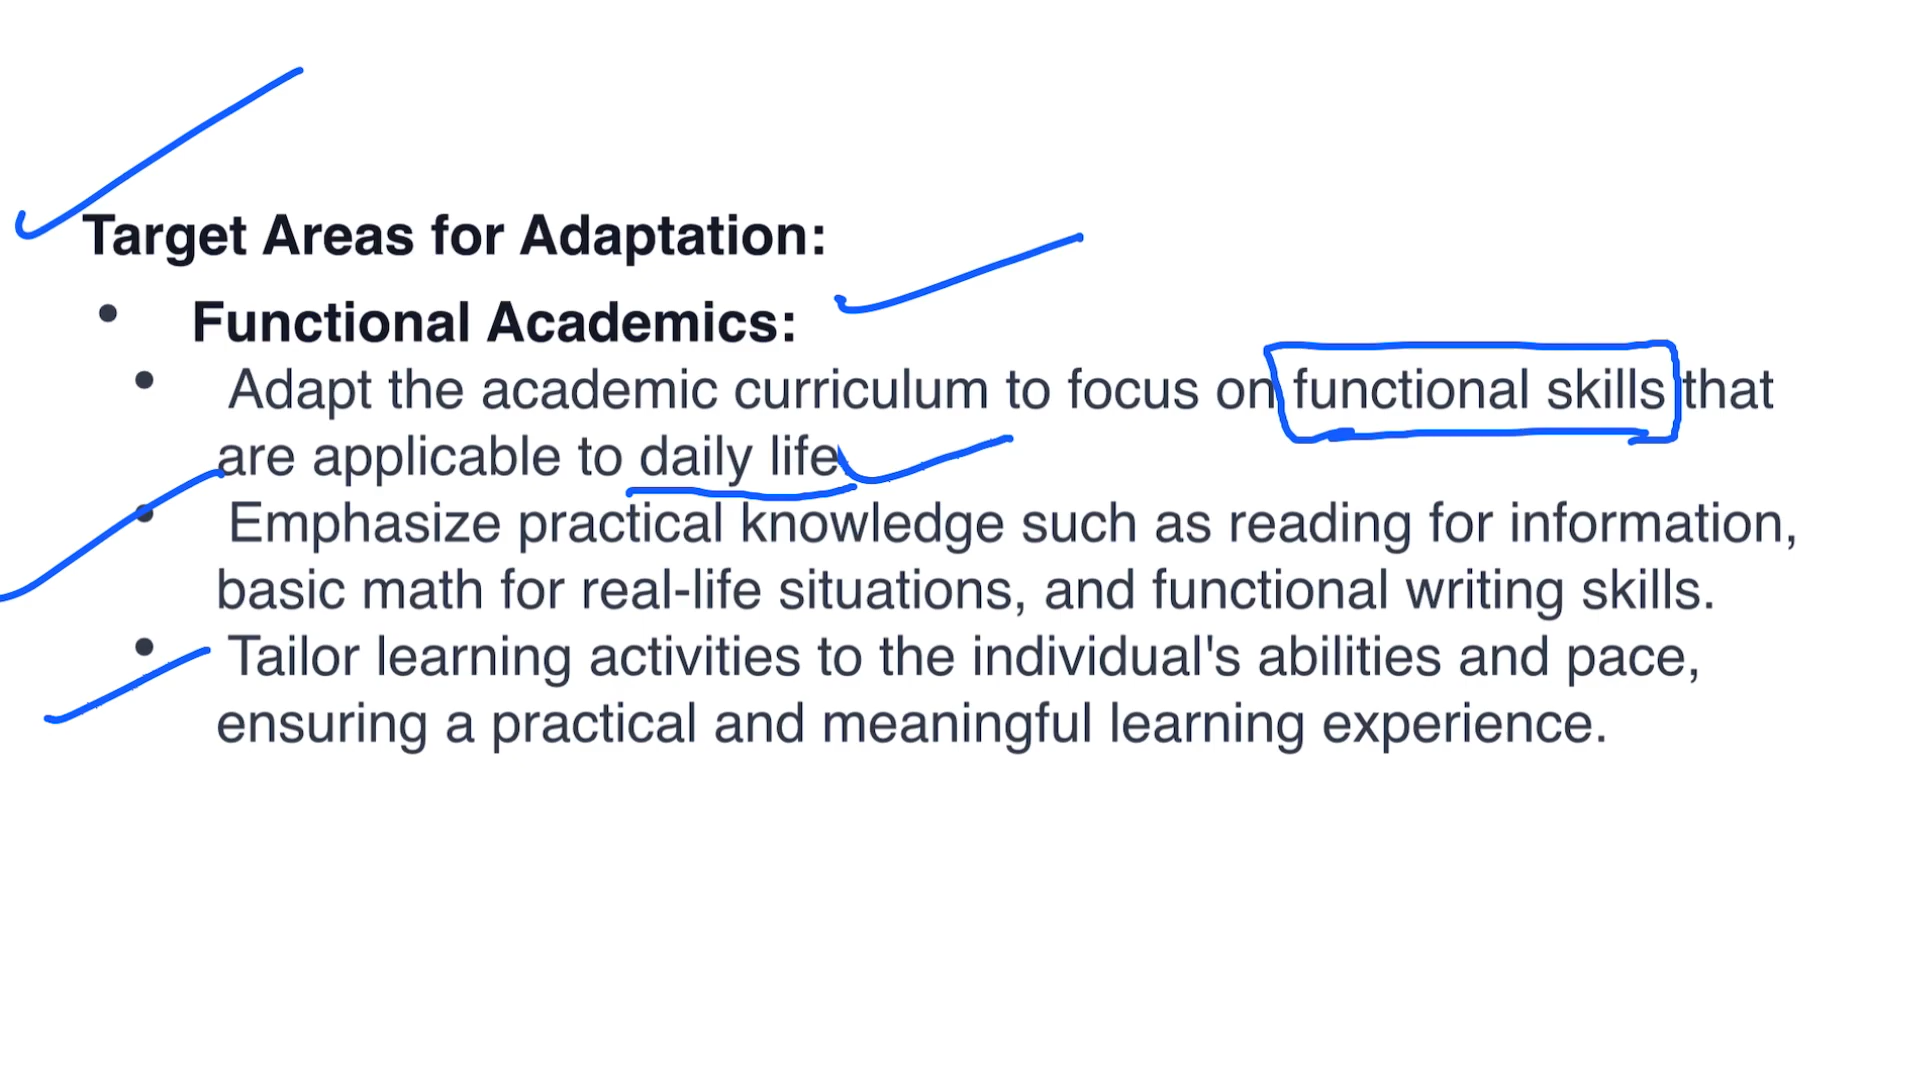 Target Areas for Adaptation:
• Functional Academics:
• Adapt the academic curriculum to focus on functional skills that
are applicable to daily life
• Emphasize practical knowledge such as reading for information,
basic math for real-life situations, and functional writing skills.
• Tailor learning activities to the individual's abilities and pace,
ensuring a practical and meaningful learning experience.